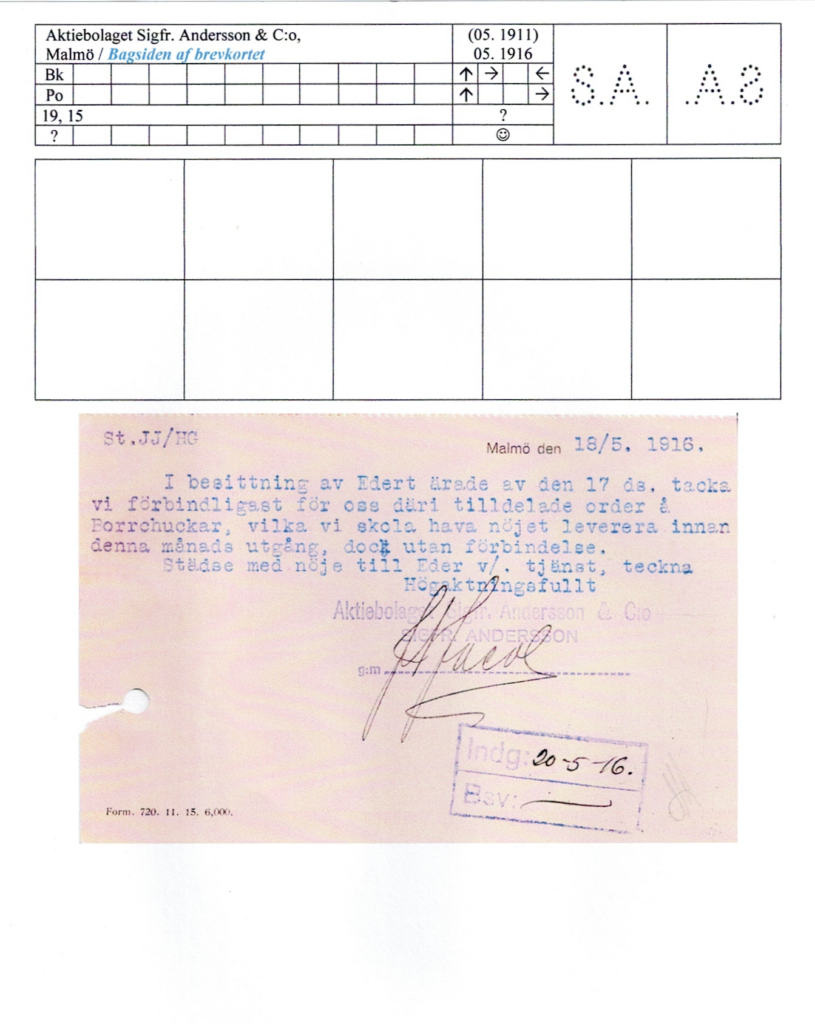 Aktiebolaget Sigfr. Andersson & C:o,
Malmö / Bagsiden af brevkortet
(05. 1911)
05. 1916
Bk ↑ → ←
Po ↑ →
19, 15 ?
? ☺
S.A. S.A.
St.JJ/HG
Malmö den 18/5. 1916.
I besittning av Edert ärade av den 17 ds. tacka
vi förbindligast för oss däri tilldelade order å
Borrchuckar, vilka vi skola hava nöjet leverera innan
denna månads utgång, dock utan förbindelse.
Städse med nöje till Eder v/. tjänst, teckna
Högaktningsfullt
Aktiebolaget Sigfr. Andersson & C:o
SIGFR. ANDERSSON
g:m
Indg: 20-5-16.
Bsv:
Form. 720. 11. 15. 6,000.